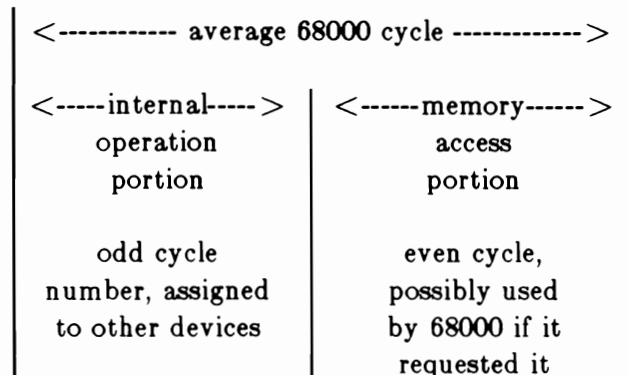 <------------ average 68000 cycle ------------->
<-----internal-----> <------memory------>
operation access
portion portion
odd cycle even cycle,
number, assigned possibly used
to other devices by 68000 if it
requested it